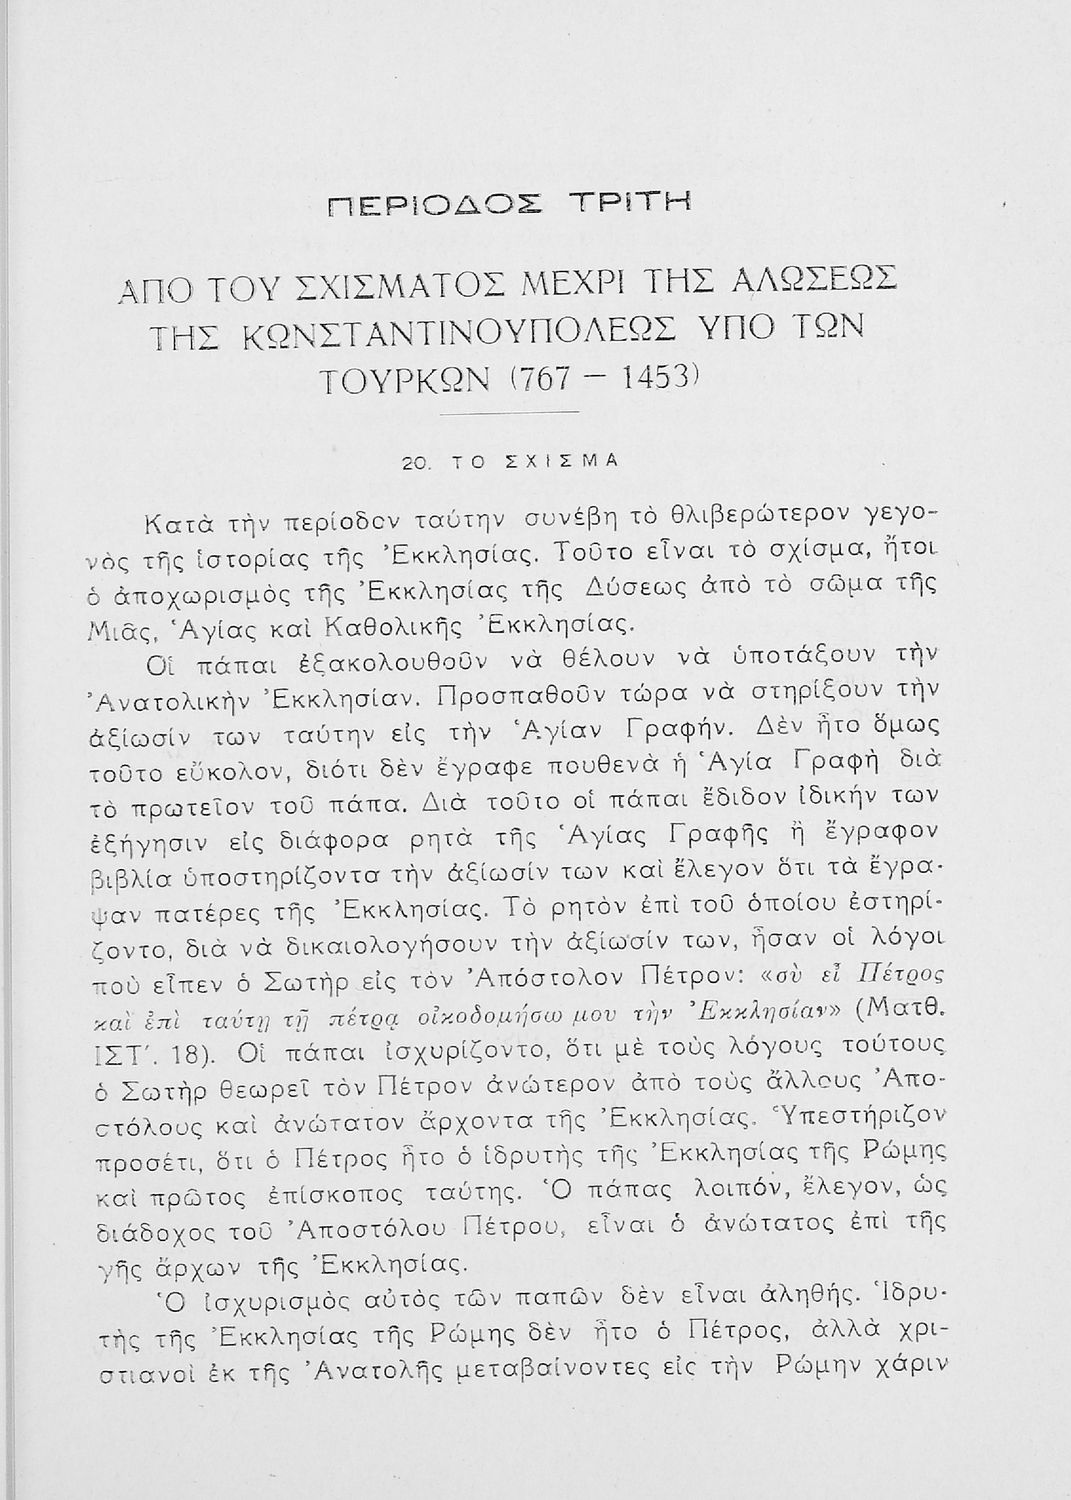 ΠΕΡΙΟΔΟΣ ΤΡΙΤΗ
ΑΠΟ ΤΟΥ ΣΧΙΣΜΑΤΟΣ ΜΕΧΡΙ ΤΗΣ ΑΛΩΣΕΩΣ
ΤΗΣ ΚΩΝΣΤΑΝΤΙΝΟΥΠΟΛΕΩΣ ΥΠΟ ΤΩΝ
ΤΟΥΡΚΩΝ (767 – 1453)
20. ΤΟ ΣΧΙΣΜΑ
Κατὰ τὴν περίοδον ταύτην συνέβη τὸ θλιβερώτερον γεγο-
νὸς τῆς ἱστορίας τῆς Ἐκκλησίας. Τοῦτο εἶναι τὸ σχίσμα, ἤτοι
ὁ ἀποχωρισμὸς τῆς Ἐκκλησίας τῆς Δύσεως ἀπὸ τὸ σῶμα τῆς
Μιᾶς, Ἁγίας καὶ Καθολικῆς Ἐκκλησίας.
Οἱ πάπαι ἐξακολουθοῦν νὰ θέλουν νὰ ὑποτάξουν τὴν
Ἀνατολικὴν Ἐκκλησίαν. Προσπαθοῦν τώρα νὰ στηρίξουν τὴν
ἀξίωσίν των ταύτην εἰς τὴν Ἁγίαν Γραφήν. Δὲν ἦτο ὅμως
τοῦτο εὔκολον, διότι δὲν ἔγραφε πουθενὰ ἡ Ἁγία Γραφὴ διὰ
τὸ πρωτεῖον τοῦ πάπα. Διὰ τοῦτο οἱ πάπαι ἔδιδον ἰδικήν των
ἐξήγησιν εἰς διάφορα ρητὰ τῆς Ἁγίας Γραφῆς ἢ ἔγραφον
βιβλία ὑποστηρίζοντα τὴν ἀξίωσίν των καὶ ἔλεγον ὅτι τὰ ἔγρα-
ψαν πατέρες τῆς Ἐκκλησίας. Τὸ ρητὸν ἐπὶ τοῦ ὁποίου ἐστηρί-
ζοντο, διὰ νὰ δικαιολογήσουν τὴν ἀξίωσίν των, ἦσαν οἱ λόγοι
ποὺ εἶπεν ὁ Σωτὴρ εἰς τὸν Ἀπόστολον Πέτρον: «σὺ εἶ Πέτρος
καὶ ἐπὶ ταύτῃ τῇ πέτρᾳ οἰκοδομήσω μου τὴν Ἐκκλησίαν» (Ματθ.
ΙΣΤ΄. 18). Οἱ πάπαι ἰσχυρίζοντο, ὅτι μὲ τοὺς λόγους τούτους
ὁ Σωτὴρ θεωρεῖ τὸν Πέτρον ἀνώτερον ἀπὸ τοὺς ἄλλους Ἀπο-
στόλους καὶ ἀνώτατον ἄρχοντα τῆς Ἐκκλησίας. Ὑπεστήριζον
προσέτι, ὅτι ὁ Πέτρος ἦτο ὁ ἱδρυτὴς τῆς Ἐκκλησίας τῆς Ρώμης
καὶ πρῶτος ἐπίσκοπος ταύτης. Ὁ πάπας λοιπόν, ἔλεγον, ὡς
διάδοχος τοῦ Ἀποστόλου Πέτρου, εἶναι ὁ ἀνώτατος ἐπὶ τῆς
γῆς ἄρχων τῆς Ἐκκλησίας.
Ὁ ἰσχυρισμὸς αὐτὸς τῶν παπῶν δὲν εἶναι ἀληθής. Ἱδρυ-
τὴς τῆς Ἐκκλησίας τῆς Ρώμης δὲν ἦτο ὁ Πέτρος, ἀλλὰ χρι-
στιανοὶ ἐκ τῆς Ἀνατολῆς μεταβαίνοντες εἰς τὴν Ρώμην χάριν